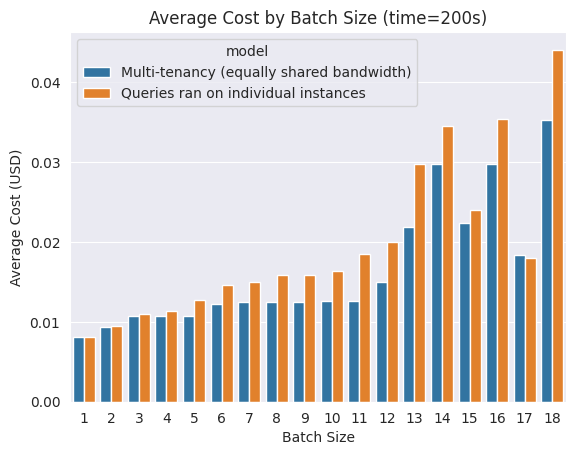 Average Cost by Batch Size (time=200s)
model
Multi-tenancy (equally shared bandwidth)
Queries ran on individual instances
Average Cost (USD)
0.04
0.03
0.02
0.01
0.00
1 2 3 4 5 6 7 8 9 10 11 12 13 14 15 16 17 18
Batch Size